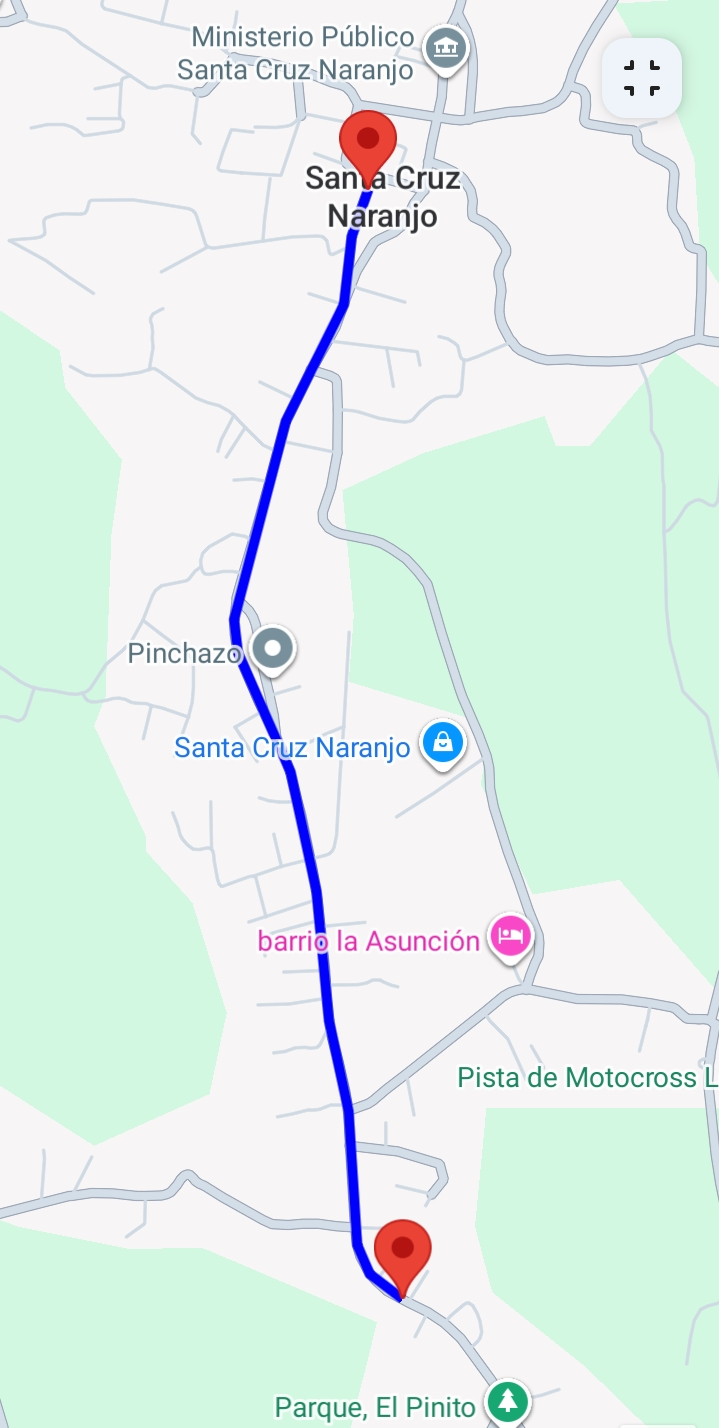 Ministerio Público
Santa Cruz Naranjo
Santa Cruz
Naranjo
Pinchazo
Santa Cruz Naranjo
barrio la Asunción
Pista de Motocross L
Parque, El Pinito